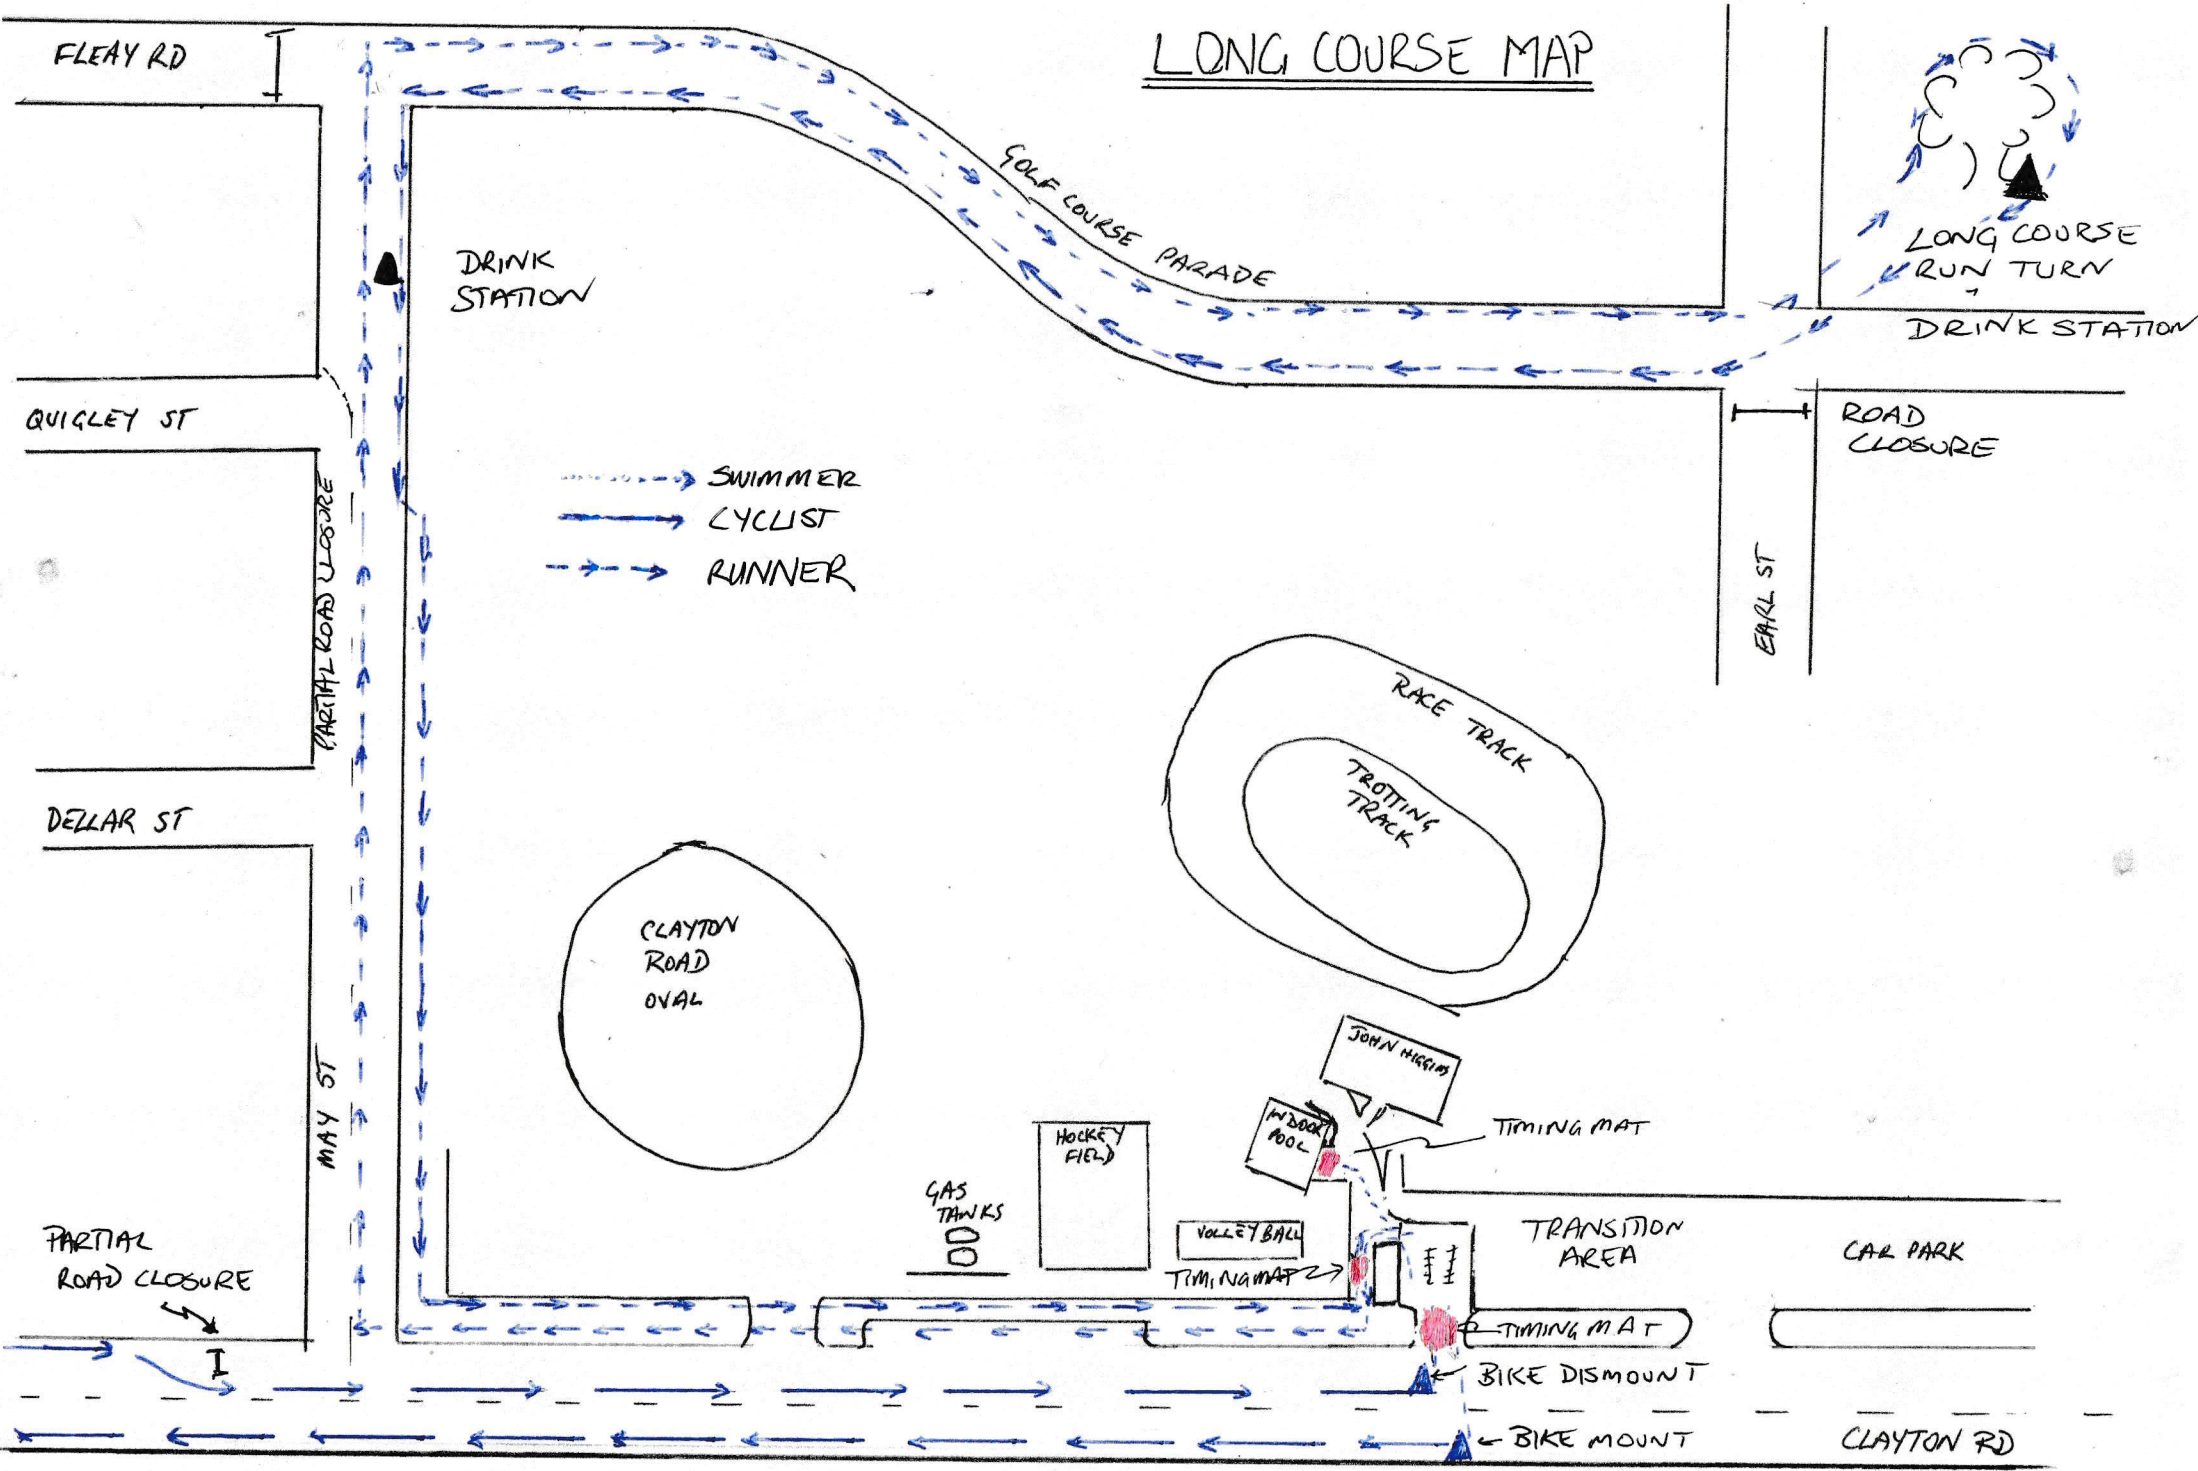 LONG COURSE MAP
FLEAY RD
GOLF COURSE PARADE
DRINK
STATION
LONG COURSE
RUN TURN
DRINK STATION
QUIGLEY ST
ROAD
CLOSURE
SWIMMER
CYCLIST
RUNNER
PARTIAL ROAD CLOSURE
EARL ST
RACE TRACK
TROTTING
TRACK
DELLAR ST
CLAYTON
ROAD
OVAL
JOHN HIGGINS
MAY ST
INDOOR
POOL
TIMING MAT
HOCKEY
FIELD
GAS
TANKS
VOLLEYBALL
TRANSITION
AREA
CAR PARK
PARTIAL
ROAD CLOSURE
TIMING MAT
TIMING MAT
BIKE DISMOUNT
BIKE MOUNT
CLAYTON RD